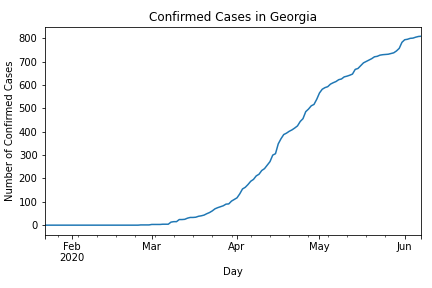 Confirmed Cases in Georgia
Number of Confirmed Cases
800
700
600
500
400
300
200
100
0
Feb Mar Apr May Jun
2020
Day